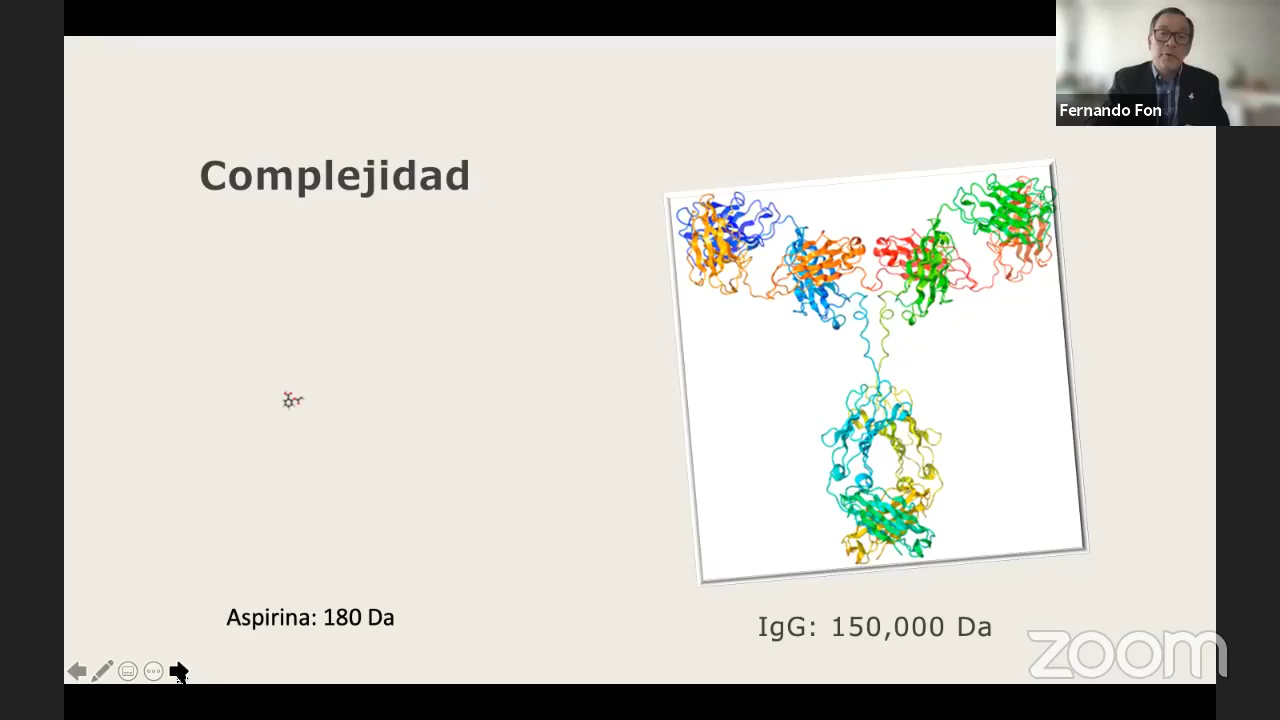 Fernando Fon
Complejidad
Aspirina: 180 Da
IgG: 150,000 Da
zoom